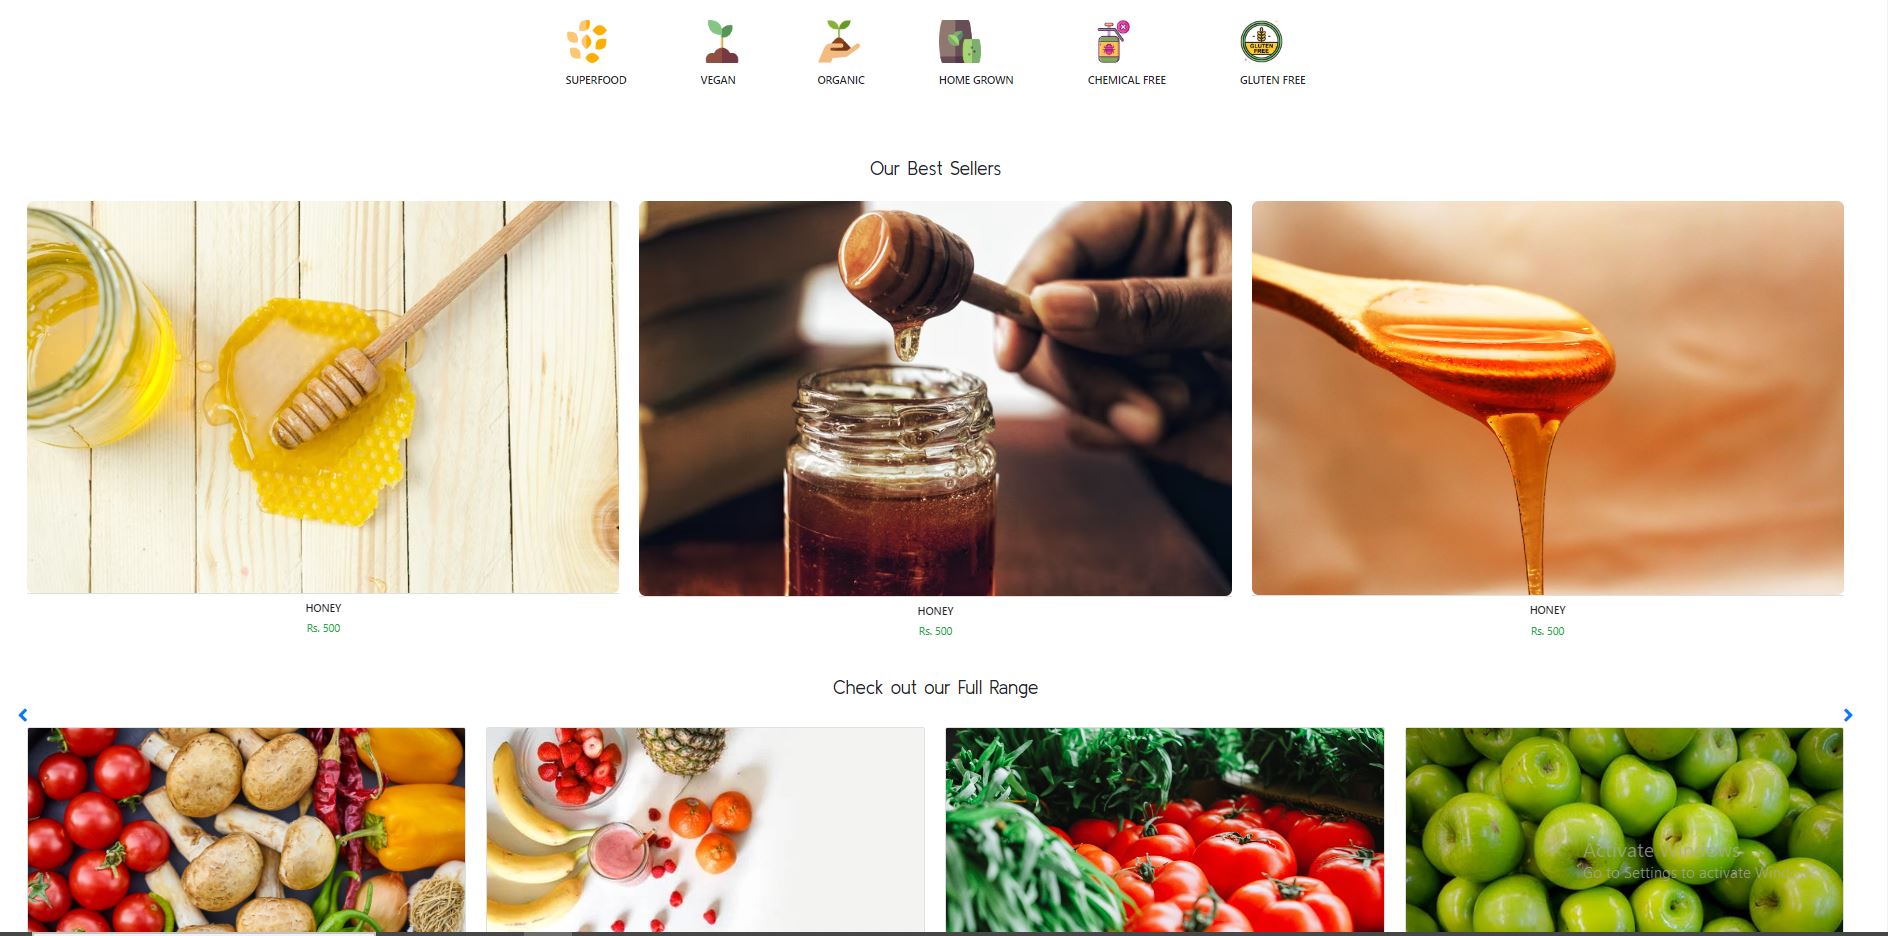 SUPERFOOD
VEGAN
ORGANIC
HOME GROWN
CHEMICAL FREE
GLUTEN FREE
GLUTEN
FREE
Our Best Sellers
HONEY
Rs. 500
HONEY
Rs. 500
HONEY
Rs. 500
Check out our Full Range
Activate Windows
Go to Settings to activate Windows.